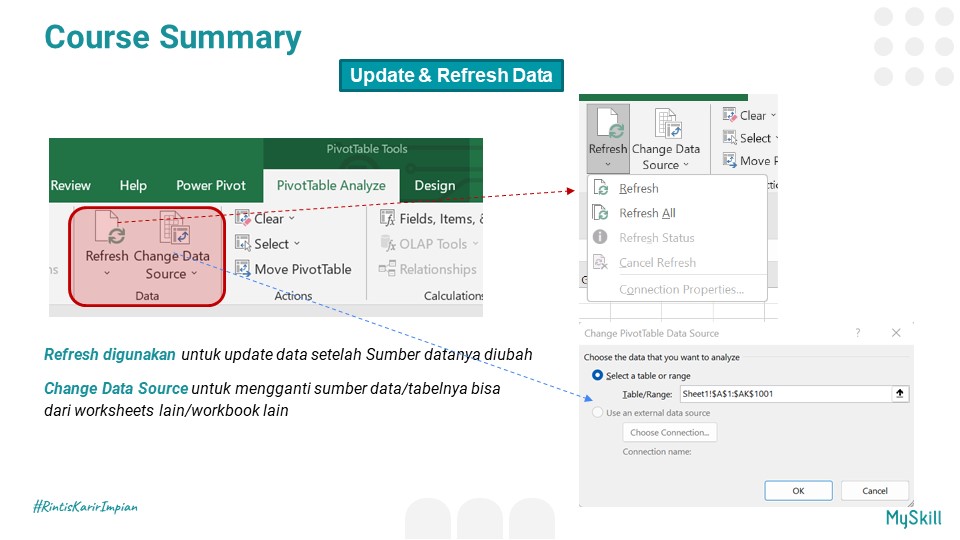 Course Summary
Update & Refresh Data
PivotTable Tools
Review Help Power Pivot PivotTable Analyze Design
Refresh Change Data Source
Data
Clear
Select
Move PivotTable
Actions
Fields, Items, &
OLAP Tools
Relationships
Calculations
Refresh Change Data Source
Clear
Select
Move P
Refresh
Refresh All
Refresh Status
Cancel Refresh
Connection Properties...
Refresh digunakan untuk update data setelah Sumber datanya diubah
Change Data Source untuk mengganti sumber data/tabelnya bisa
dari worksheets lain/workbook lain
Change PivotTable Data Source ? ×
Choose the data that you want to analyze
Select a table or range
Table/Range: Sheet1!$A$1:$AK$1001
Use an external data source
Choose Connection...
Connection name:
OK Cancel
#RintisKarirImpian
MySkill